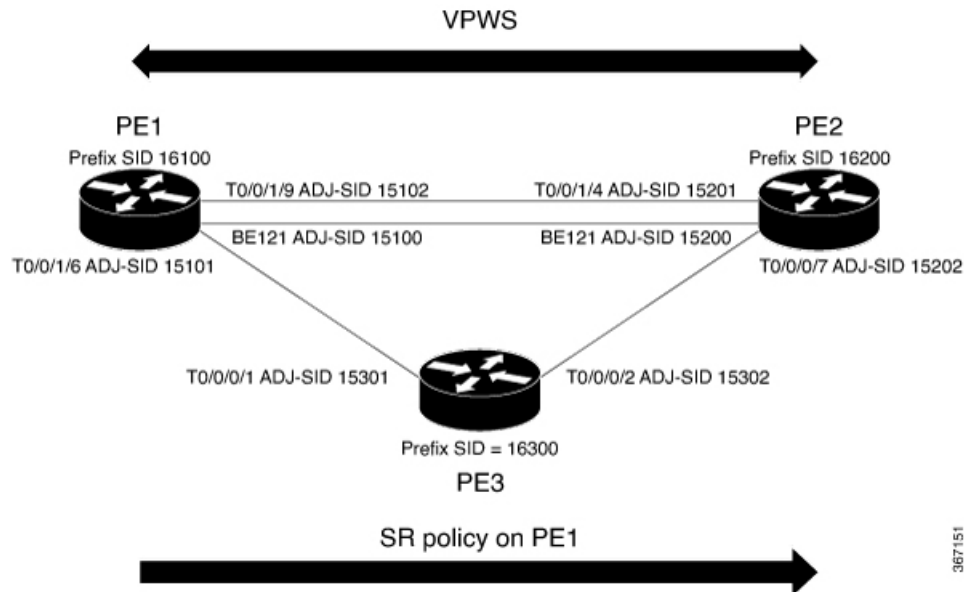 VPWS
PE1
PE2
Prefix SID 16100
Prefix SID 16200
T0/0/1/9 ADJ-SID 15102
T0/0/1/4 ADJ-SID 15201
BE121 ADJ-SID 15100
BE121 ADJ-SID 15200
T0/0/1/6 ADJ-SID 15101
T0/0/0/7 ADJ-SID 15202
T0/0/0/1 ADJ-SID 15301
T0/0/0/2 ADJ-SID 15302
Prefix SID = 16300
PE3
SR policy on PE1
367151